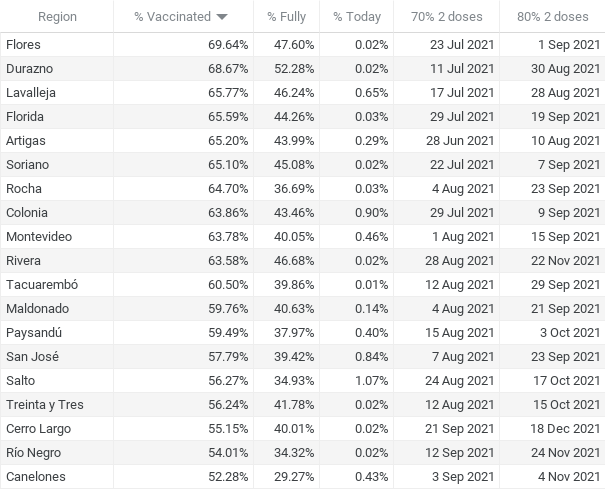 Region % Vaccinated % Fully % Today 70% 2 doses 80% 2 doses
Flores 69.64% 47.60% 0.02% 23 Jul 2021 1 Sep 2021
Durazno 68.67% 52.28% 0.02% 11 Jul 2021 30 Aug 2021
Lavalleja 65.77% 46.24% 0.65% 17 Jul 2021 28 Aug 2021
Florida 65.59% 44.26% 0.03% 29 Jul 2021 19 Sep 2021
Artigas 65.20% 43.99% 0.29% 28 Jun 2021 10 Aug 2021
Soriano 65.10% 45.08% 0.02% 22 Jul 2021 7 Sep 2021
Rocha 64.70% 36.69% 0.03% 4 Aug 2021 23 Sep 2021
Colonia 63.86% 43.46% 0.90% 29 Jul 2021 9 Sep 2021
Montevideo 63.78% 40.05% 0.46% 1 Aug 2021 15 Sep 2021
Rivera 63.58% 46.68% 0.02% 28 Aug 2021 22 Nov 2021
Tacuarembó 60.50% 39.86% 0.01% 12 Aug 2021 29 Sep 2021
Maldonado 59.76% 40.63% 0.14% 4 Aug 2021 21 Sep 2021
Paysandú 59.49% 37.97% 0.40% 15 Aug 2021 3 Oct 2021
San José 57.79% 39.42% 0.84% 7 Aug 2021 23 Sep 2021
Salto 56.27% 34.93% 1.07% 24 Aug 2021 17 Oct 2021
Treinta y Tres 56.24% 41.78% 0.02% 12 Aug 2021 15 Oct 2021
Cerro Largo 55.15% 40.01% 0.02% 21 Sep 2021 18 Dec 2021
Río Negro 54.01% 34.32% 0.02% 12 Sep 2021 24 Nov 2021
Canelones 52.28% 29.27% 0.43% 3 Sep 2021 4 Nov 2021